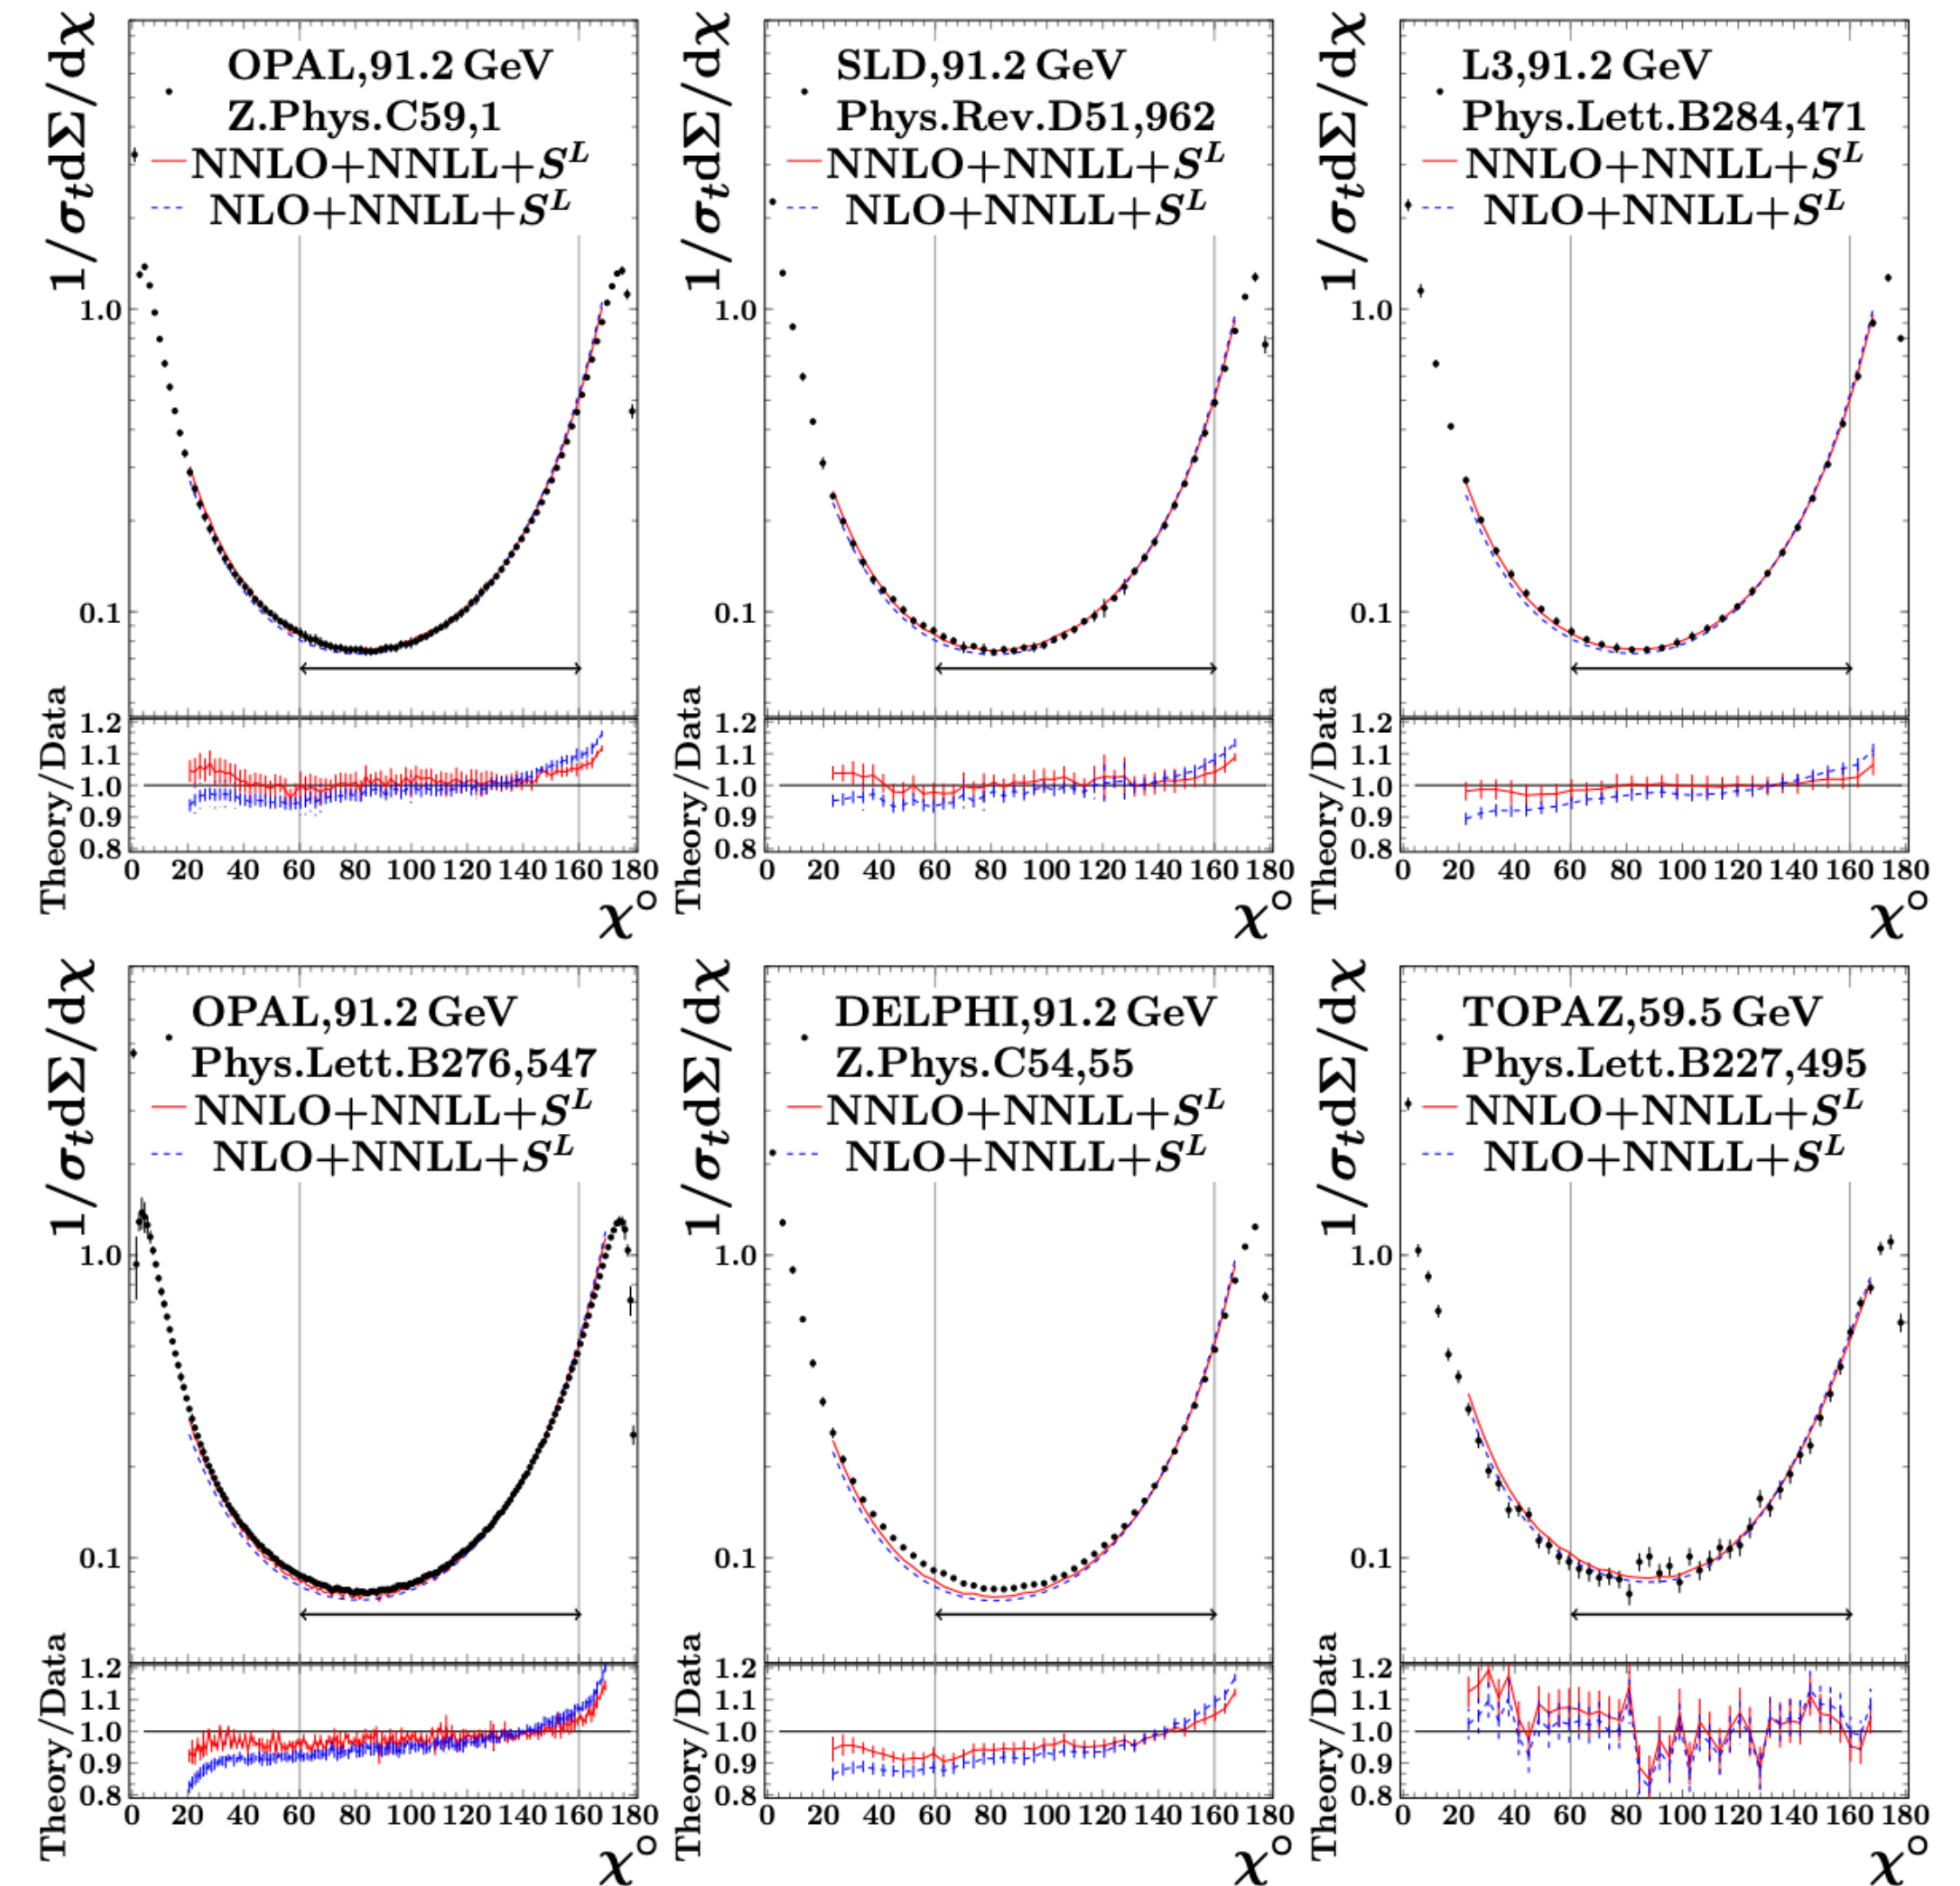 1/σtdΣ/dχ
OPAL,91.2 GeV
Z.Phys.C59,1
NNLO+NNLL+S^L
NLO+NNLL+S^L
1.0
0.1
Theory/Data
1.2
1.1
1.0
0.9
0.8
0 20 40 60 80 100 120 140 160 180
χ°
1/σtdΣ/dχ
SLD,91.2 GeV
Phys.Rev.D51,962
NNLO+NNLL+S^L
NLO+NNLL+S^L
1.0
0.1
Theory/Data
1.2
1.1
1.0
0.9
0.8
0 20 40 60 80 100 120 140 160 180
χ°
1/σtdΣ/dχ
L3,91.2 GeV
Phys.Lett.B284,471
NNLO+NNLL+S^L
NLO+NNLL+S^L
1.0
0.1
Theory/Data
1.2
1.1
1.0
0.9
0.8
0 20 40 60 80 100 120 140 160 180
χ°
1/σtdΣ/dχ
OPAL,91.2 GeV
Phys.Lett.B276,547
NNLO+NNLL+S^L
NLO+NNLL+S^L
1.0
0.1
Theory/Data
1.2
1.1
1.0
0.9
0.8
0 20 40 60 80 100 120 140 160 180
χ°
1/σtdΣ/dχ
DELPHI,91.2 GeV
Z.Phys.C54,55
NNLO+NNLL+S^L
NLO+NNLL+S^L
1.0
0.1
Theory/Data
1.2
1.1
1.0
0.9
0.8
0 20 40 60 80 100 120 140 160 180
χ°
1/σtdΣ/dχ
TOPAZ,59.5 GeV
Phys.Lett.B227,495
NNLO+NNLL+S^L
NLO+NNLL+S^L
1.0
0.1
Theory/Data
1.2
1.1
1.0
0.9
0.8
0 20 40 60 80 100 120 140 160 180
χ°